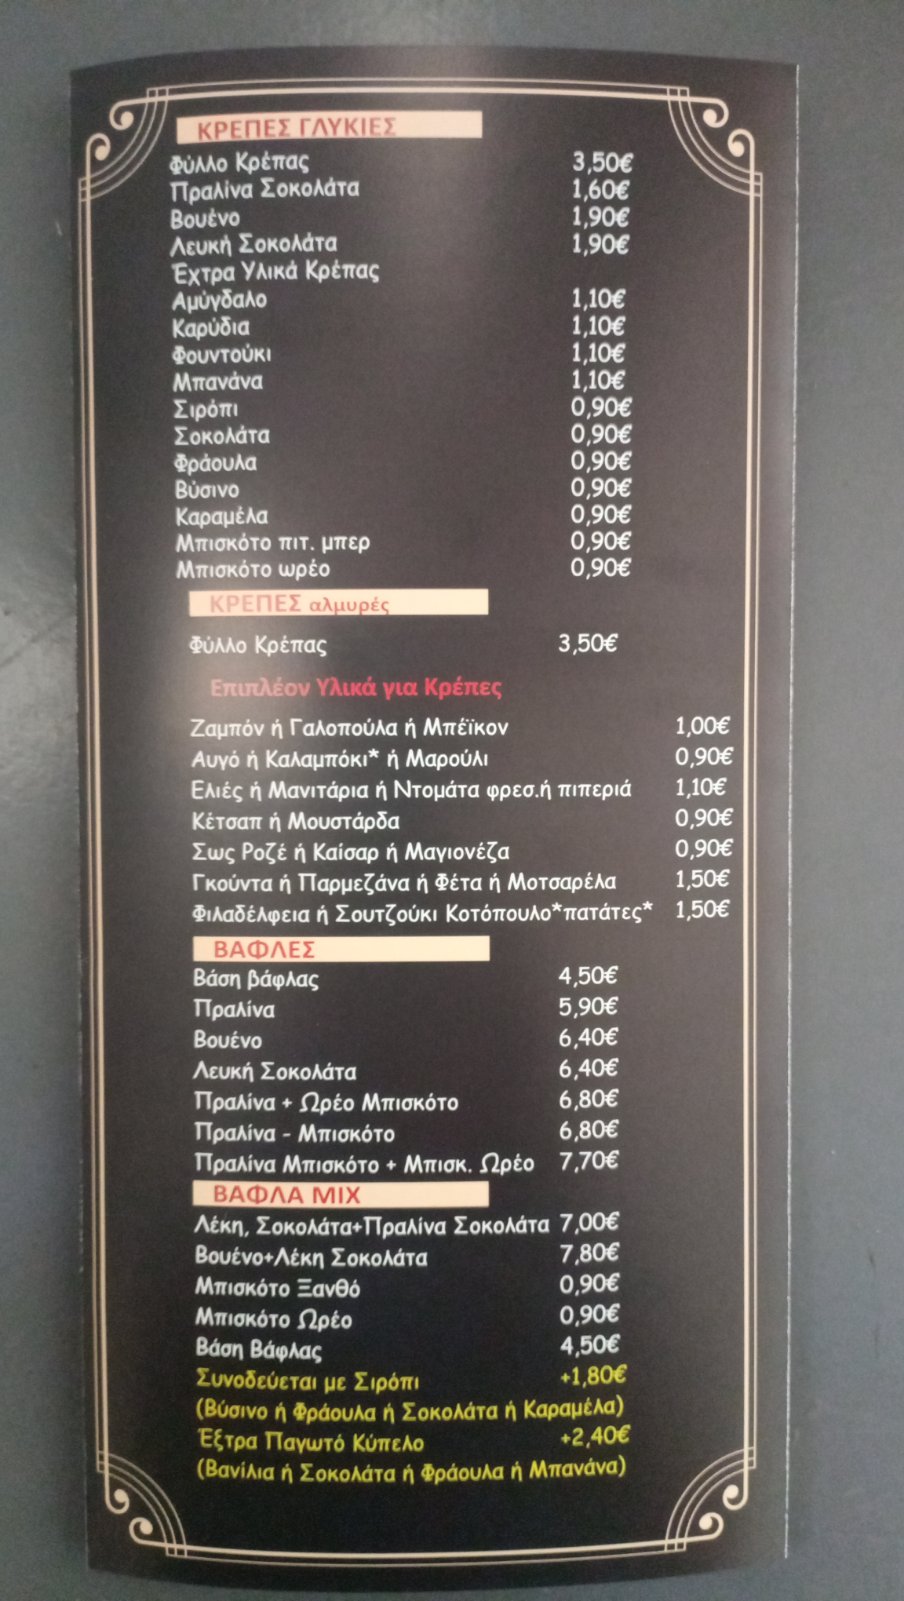 ΚΡΕΠΕΣ ΓΛΥΚΙΕΣ
Φύλλο Κρέπας 3,50€
Πραλίνα Σοκολάτα 1,60€
Βουένο 1,90€
Λευκή Σοκολάτα 1,90€
Έχτρα Υλικά Κρέπας
Αμύγδαλο 1,10€
Καρύδια 1,10€
Φουντούκι 1,10€
Μπανάνα 1,10€
Σιρόπι 0,90€
Σοκολάτα 0,90€
Φράουλα 0,90€
Βύσινο 0,90€
Καραμέλα 0,90€
Μπισκότο πιτ. μπερ 0,90€
Μπισκότο ωρέο 0,90€
ΚΡΕΠΕΣ αλμυρές
Φύλλο Κρέπας 3,50€
Επιπλέον Υλικά για Κρέπες
Ζαμπόν ή Γαλοπούλα ή Μπέϊκον 1,00€
Αυγό ή Καλαμπόκι* ή Μαρούλι 0,90€
Ελιές ή Μανιτάρια ή Ντομάτα φρεσ.ή πιπεριά 1,10€
Κέτσαπ ή Μουστάρδα 0,90€
Σως Ροζέ ή Καίσαρ ή Μαγιονέζα 0,90€
Γκούντα ή Παρμεζάνα ή Φέτα ή Μοτσαρέλα 1,50€
Φιλαδέλφεια ή Σουτζούκι Κοτόπουλο*πατάτες* 1,50€
ΒΑΦΛΕΣ
Βάση βάφλας 4,50€
Πραλίνα 5,90€
Βουένο 6,40€
Λευκή Σοκολάτα 6,40€
Πραλίνα + Ωρέο Μπισκότο 6,80€
Πραλίνα - Μπισκότο 6,80€
Πραλίνα Μπισκότο + Μπισκ. Ωρέο 7,70€
ΒΑΦΛΑ MIX
Λέκη, Σοκολάτα+Πραλίνα Σοκολάτα 7,00€
Βουένο+Λέκη Σοκολάτα 7,80€
Μπισκότο Ξανθό 0,90€
Μπισκότο Ωρέο 0,90€
Βάση Βάφλας 4,50€
Συνοδεύεται με Σιρόπι +1,80€
(Βύσινο ή Φράουλα ή Σοκολάτα ή Καραμέλα)
Έξτρα Παγωτό Κύπελο +2,40€
(Βανίλια ή Σοκολάτα ή Φράουλα ή Μπανάνα)